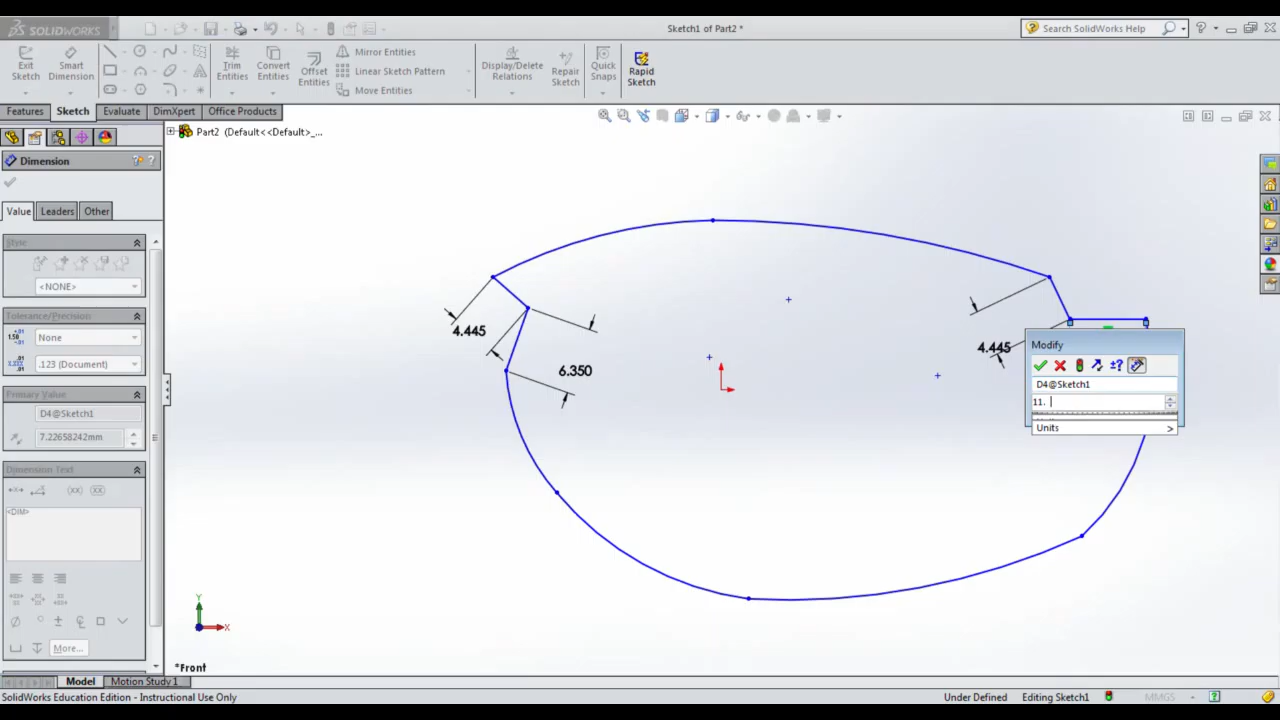 SOLIDWORKS
Sketch1 of Part2 *
Search SolidWorks Help
Exit Sketch
Smart Dimension
Trim Entities
Convert Entities
Offset Entities
Mirror Entities
Linear Sketch Pattern
Move Entities
Display/Delete Relations
Repair Sketch
Quick Snaps
Rapid Sketch
Features
Sketch
Evaluate
DimXpert
Office Products
Part2 (Default<<Default>_...
Dimension
Value
Leaders
Other
Style
<NONE>
Tolerance/Precision
None
.123 (Document)
Primary Value
D4@Sketch1
7.22658242mm
Dimension Text
<DIM>
More...
4.445
6.350
4.445
Modify
D4@Sketch1
11.
Units
Y
X
*Front
Model
Motion Study 1
SolidWorks Education Edition - Instructional Use Only
Under Defined
Editing Sketch1
MMGS